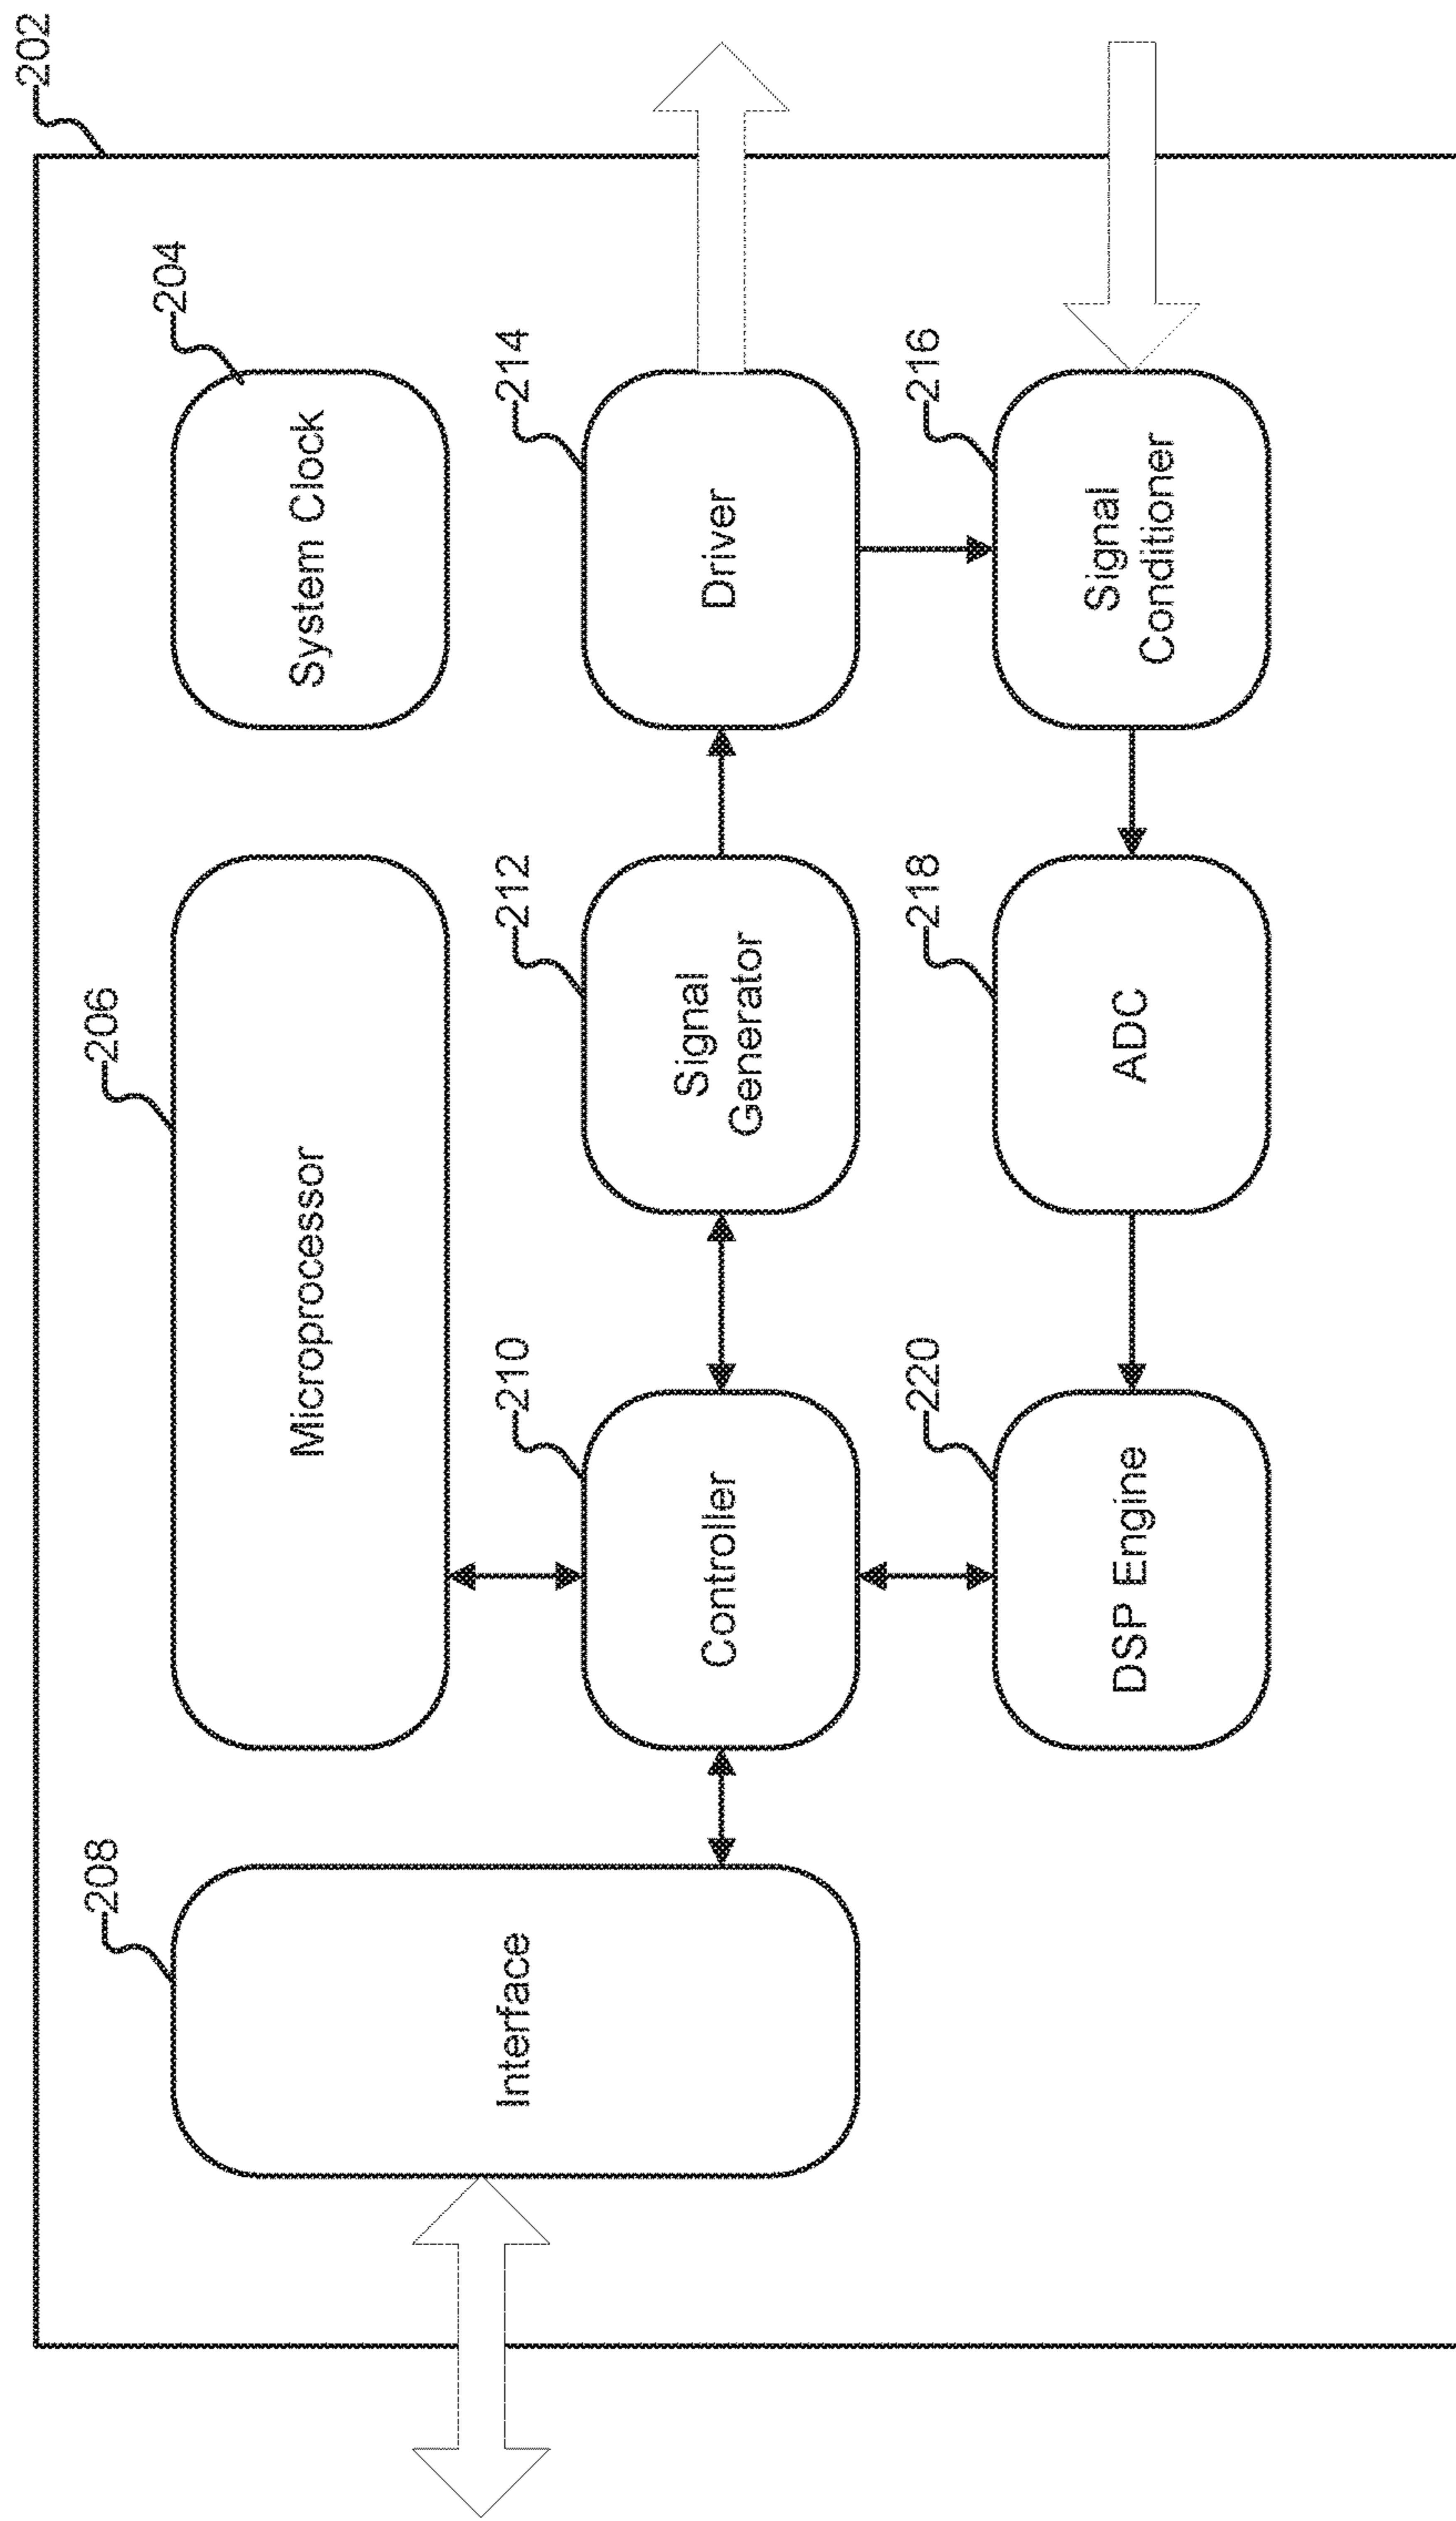 202
206
Microprocessor
204
System Clock
208
Interface
210
Controller
212
Signal
Generator
214
Driver
220
DSP Engine
218
ADC
216
Signal
Conditioner